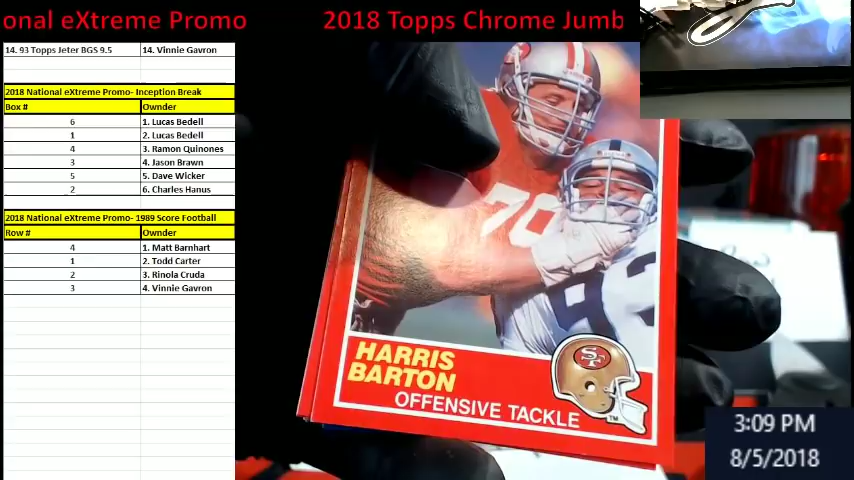 onal eXtreme Promo
2018 Topps Chrome Jumb
14. 93 Topps Jeter BGS 9.5
14. Vinnie Gavron
2018 National eXtreme Promo- Inception Break
Box #
Ownder
6
1. Lucas Bedell
1
2. Lucas Bedell
4
3. Ramon Quinones
3
4. Jason Brawn
5
5. Dave Wicker
2
6. Charles Hanus
2018 National eXtreme Promo- 1989 Score Football
Row #
Ownder
4
1. Matt Barnhart
1
2. Todd Carter
2
3. Rinola Cruda
3
4. Vinnie Gavron
70
93
SF
HARRIS
BARTON
OFFENSIVE TACKLE
TM
3:09 PM
8/5/2018